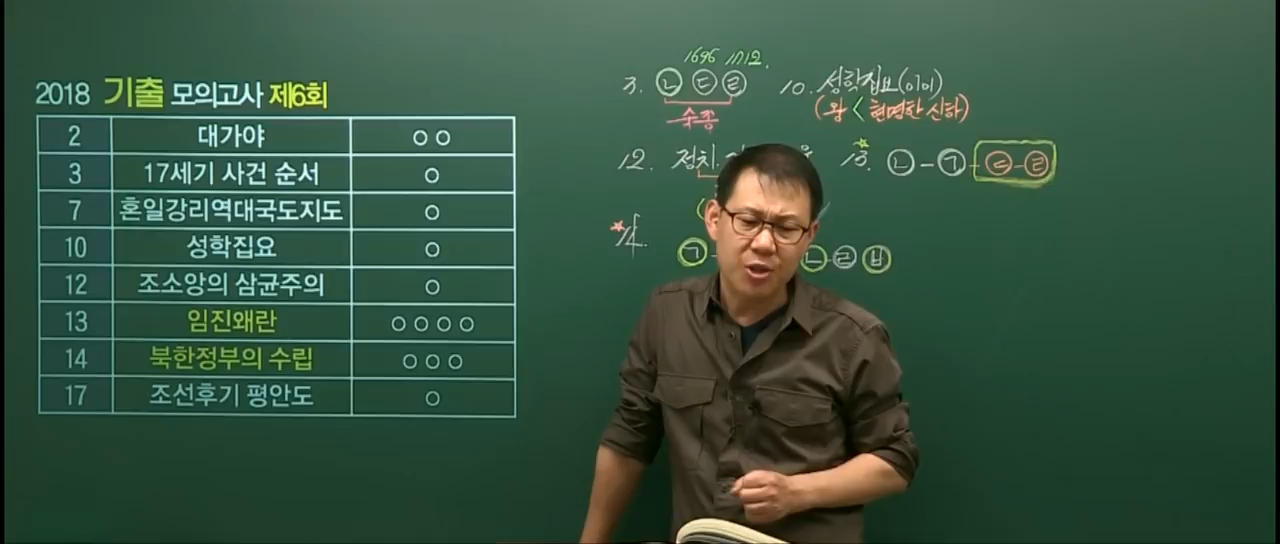 2018 기출 모의고사 제6회
2 대가야 ○ ○
3 17세기 사건 순서 ○
7 혼일강리역대국도지도 ○
10 성학집요 ○
12 조소앙의 삼균주의 ○
13 임진왜란 ○ ○ ○ ○
14 북한정부의 수립 ○ ○ ○
17 조선후기 평안도 ○
1696 1712.
3. ㄴ ㄷ ㄹ
숙종
10. 성학집요(이이)
(왕 < 현명한 신하)
12. 정치.
13. ㄴ - ㄱ - ㄷ - ㄹ
14.
ㄱ - ㄴ - ㄹ ㅂ